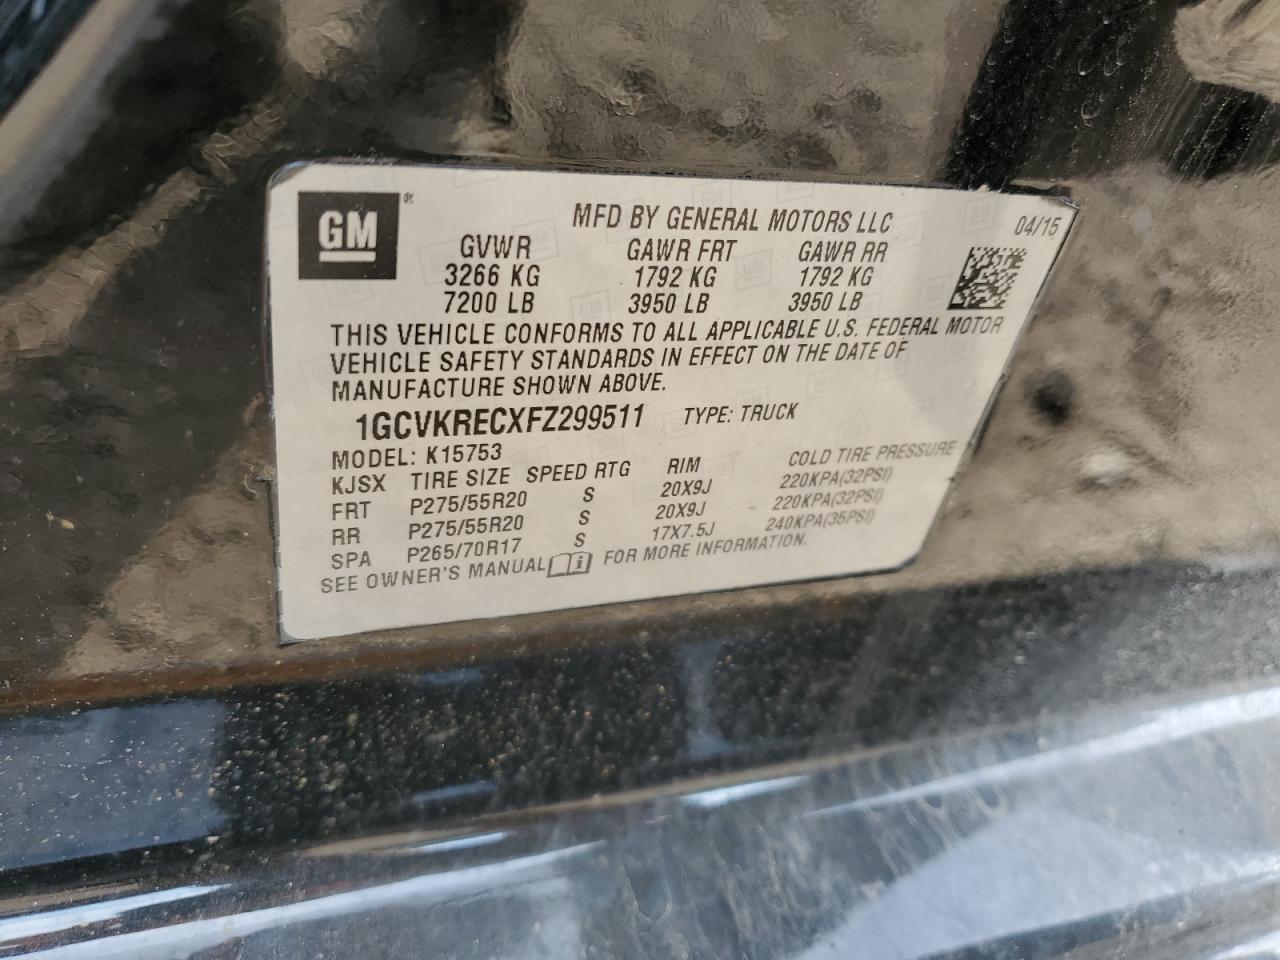 GM®
MFD BY GENERAL MOTORS LLC 04/15
GVWR GAWR FRT GAWR RR
3266 KG 1792 KG 1792 KG
7200 LB 3950 LB 3950 LB
THIS VEHICLE CONFORMS TO ALL APPLICABLE U.S. FEDERAL MOTOR
VEHICLE SAFETY STANDARDS IN EFFECT ON THE DATE OF
MANUFACTURE SHOWN ABOVE.
1GCVKRECXFZ299511 TYPE: TRUCK
MODEL: K15753
KJSX TIRE SIZE SPEED RTG RIM COLD TIRE PRESSURE
FRT P275/55R20 S 20X9J 220KPA(32PSI)
RR P275/55R20 S 20X9J 220KPA(32PSI)
SPA P265/70R17 S 17X7.5J 240KPA(35PSI)
SEE OWNER'S MANUAL FOR MORE INFORMATION.